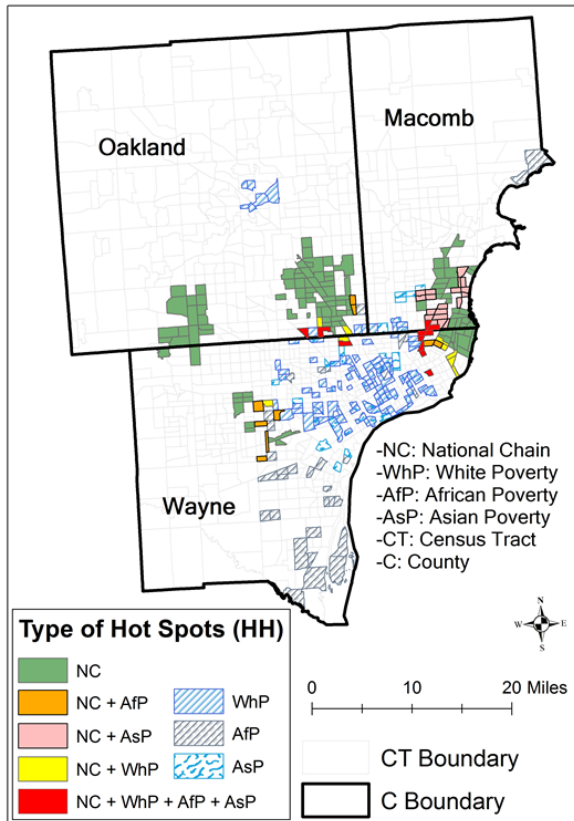 Oakland
Macomb
Wayne
-NC: National Chain
-WhP: White Poverty
-AfP: African Poverty
-AsP: Asian Poverty
-CT: Census Tract
-C: County
Type of Hot Spots (HH)
NC
NC + AfP
NC + AsP
NC + WhP
NC + WhP + AfP + AsP
WhP
AfP
AsP
N
W E
S
0 10 20 Miles
CT Boundary
C Boundary